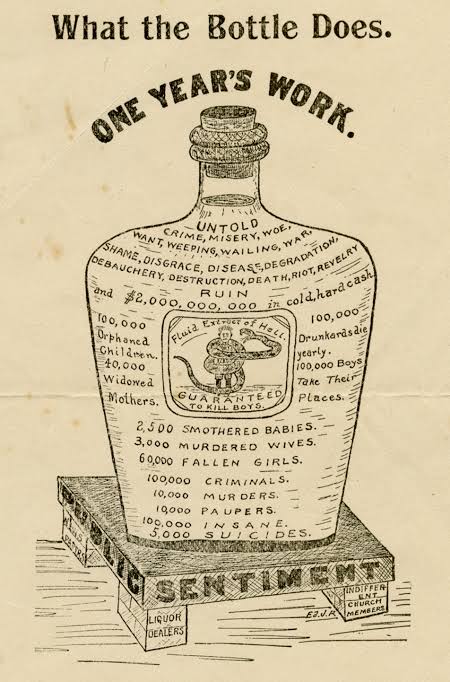 What the Bottle Does.
ONE YEAR'S WORK.
UNTOLD
CRIME, MISERY, WOE,
WANT, WEEPING, WAILING, WAR,
SHAME, DISGRACE, DISEASE, DEGRADATION,
DEBAUCHERY, DESTRUCTION, DEATH, RIOT, REVELRY
RUIN
and $2,000,000,000 in cold, hard cash
100,000
Orphaned
Children.
40,000
Widowed
Mothers.
Fluid Extract of Hell.
GUARANTEED
TO KILL BOYS.
100,000
Drunkards die
yearly.
100,000 Boys
Take Their
Places.
2,500 SMOTHERED BABIES.
3,000 MURDERED WIVES.
60,000 FALLEN GIRLS.
100,000 CRIMINALS.
10,000 MURDERS.
10,000 PAUPERS.
100,000 INSANE.
5,000 SUICIDES.
PUBLIC
SENTIMENT
LIQUOR
DEALERS
INDIFFER-
ENT
CHURCH
MEMBERS
E.J.R.